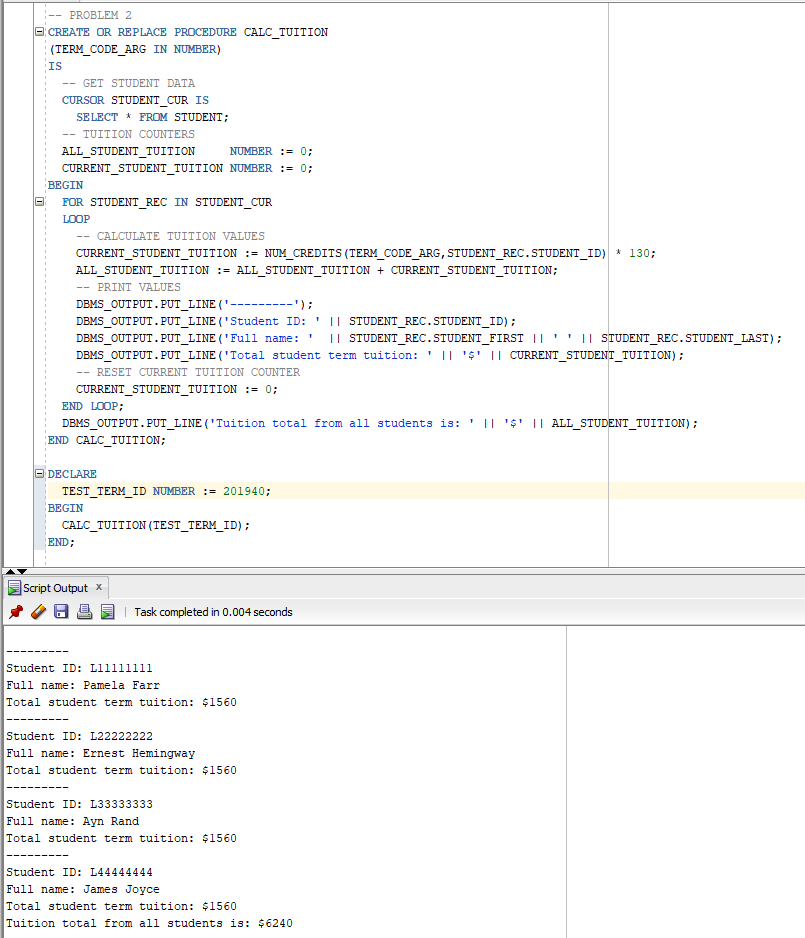 -- PROBLEM 2
CREATE OR REPLACE PROCEDURE CALC_TUITION
(TERM_CODE_ARG IN NUMBER)
IS
  -- GET STUDENT DATA
  CURSOR STUDENT_CUR IS
    SELECT * FROM STUDENT;
  -- TUITION COUNTERS
  ALL_STUDENT_TUITION     NUMBER := 0;
  CURRENT_STUDENT_TUITION NUMBER := 0;
BEGIN
  FOR STUDENT_REC IN STUDENT_CUR
  LOOP
    -- CALCULATE TUITION VALUES
    CURRENT_STUDENT_TUITION := NUM_CREDITS(TERM_CODE_ARG,STUDENT_REC.STUDENT_ID) * 130;
    ALL_STUDENT_TUITION := ALL_STUDENT_TUITION + CURRENT_STUDENT_TUITION;
    -- PRINT VALUES
    DBMS_OUTPUT.PUT_LINE('---------');
    DBMS_OUTPUT.PUT_LINE('Student ID: ' || STUDENT_REC.STUDENT_ID);
    DBMS_OUTPUT.PUT_LINE('Full name: '  || STUDENT_REC.STUDENT_FIRST || ' ' || STUDENT_REC.STUDENT_LAST);
    DBMS_OUTPUT.PUT_LINE('Total student term tuition: ' || '$' || CURRENT_STUDENT_TUITION);
    -- RESET CURRENT TUITION COUNTER
    CURRENT_STUDENT_TUITION := 0;
  END LOOP;
  DBMS_OUTPUT.PUT_LINE('Tuition total from all students is: ' || '$' || ALL_STUDENT_TUITION);
END CALC_TUITION;

DECLARE
  TEST_TERM_ID NUMBER := 201940;
BEGIN
  CALC_TUITION(TEST_TERM_ID);
END;
Script Output x
Task completed in 0.004 seconds
---------
Student ID: L11111111
Full name: Pamela Farr
Total student term tuition: $1560
---------
Student ID: L22222222
Full name: Ernest Hemingway
Total student term tuition: $1560
---------
Student ID: L33333333
Full name: Ayn Rand
Total student term tuition: $1560
---------
Student ID: L44444444
Full name: James Joyce
Total student term tuition: $1560
Tuition total from all students is: $6240